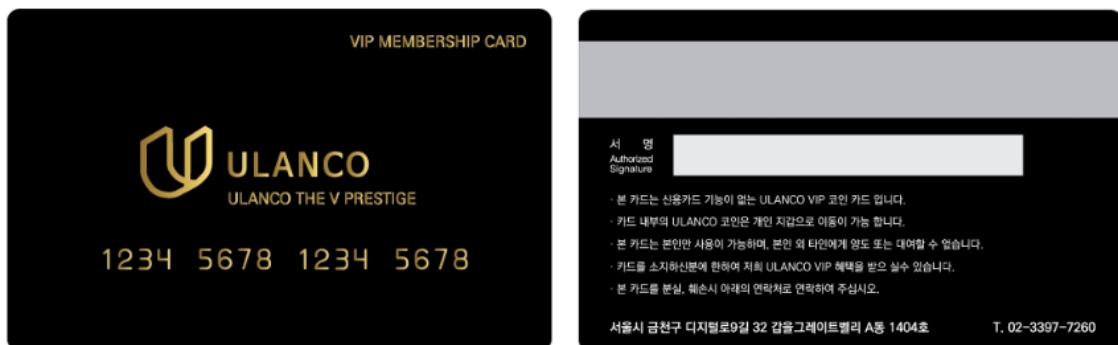 VIP MEMBERSHIP CARD
ULANCO
ULANCO THE V PRESTIGE
1234 5678 1234 5678
서 명
Authorized
Signature
· 본 카드는 신용카드 기능이 없는 ULANCO VIP 코인 카드 입니다.
· 카드 내부의 ULANCO 코인은 개인 지갑으로 이동이 가능 합니다.
· 본 카드는 본인만 사용이 가능하며, 본인 외 타인에게 양도 또는 대여할 수 없습니다.
· 카드를 소지하신분에 한하여 저희 ULANCO VIP 혜택을 받으 실수 있습니다.
· 본 카드를 분실, 훼손시 아래의 연락처로 연락하여 주십시오.
서울시 금천구 디지털로9길 32 갑을그레이트밸리 A동 1404호 T. 02-3397-7260